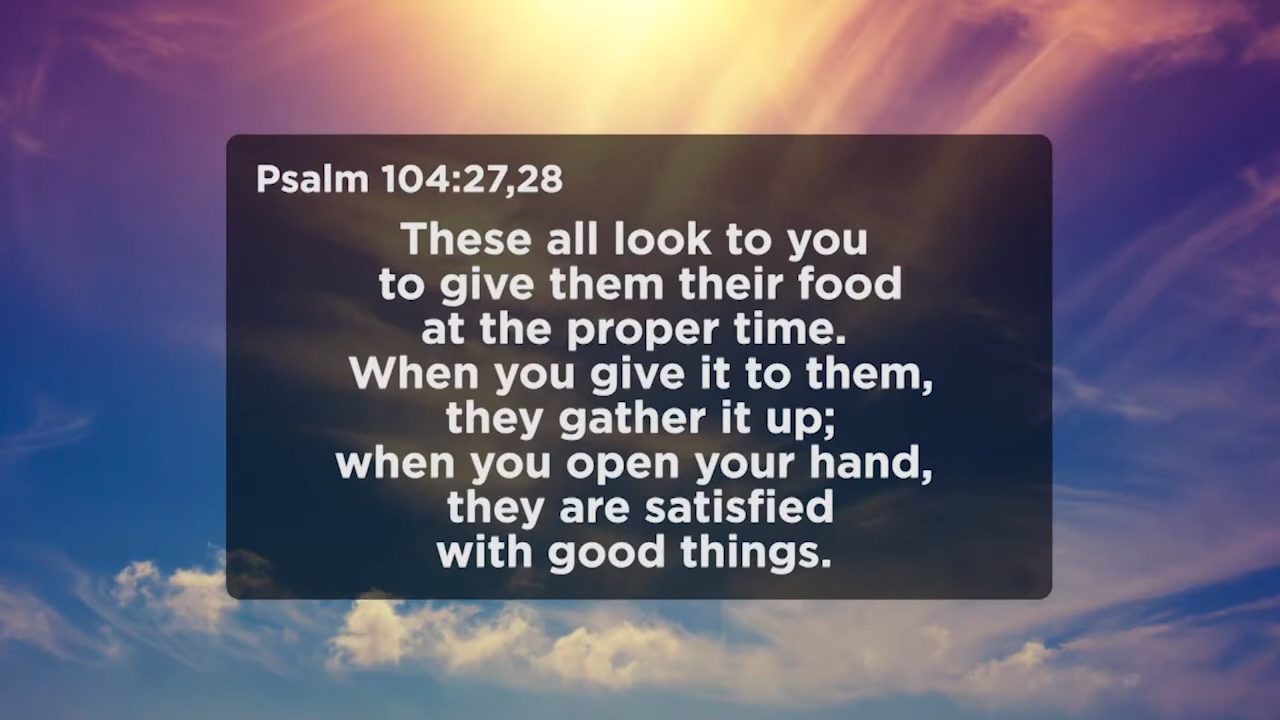 Psalm 104:27,28
These all look to you
to give them their food
at the proper time.
When you give it to them,
they gather it up;
when you open your hand,
they are satisfied
with good things.